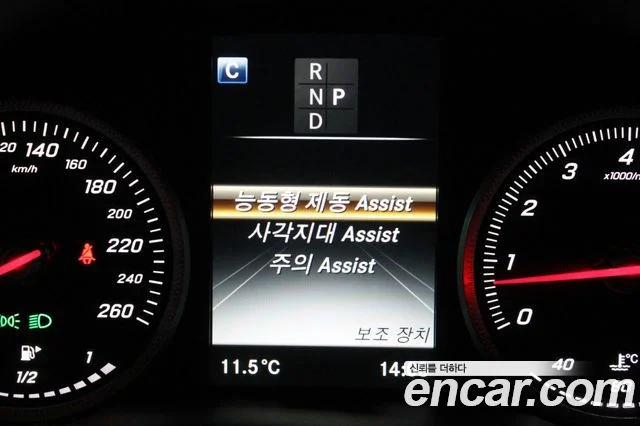 C
R
N P
D
20 140 160
km/h
180
200
220
240
260
1/2
1
능동형 제동 Assist
사각지대 Assist
주의 Assist
보조 장치
11.5°C
4
3
x1000/
2
1
0
40
°C
신뢰를 더하다
encar.com